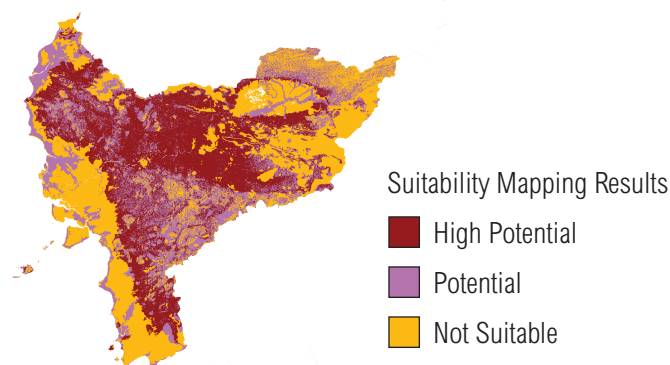 Suitability Mapping Results
High Potential
Potential
Not Suitable